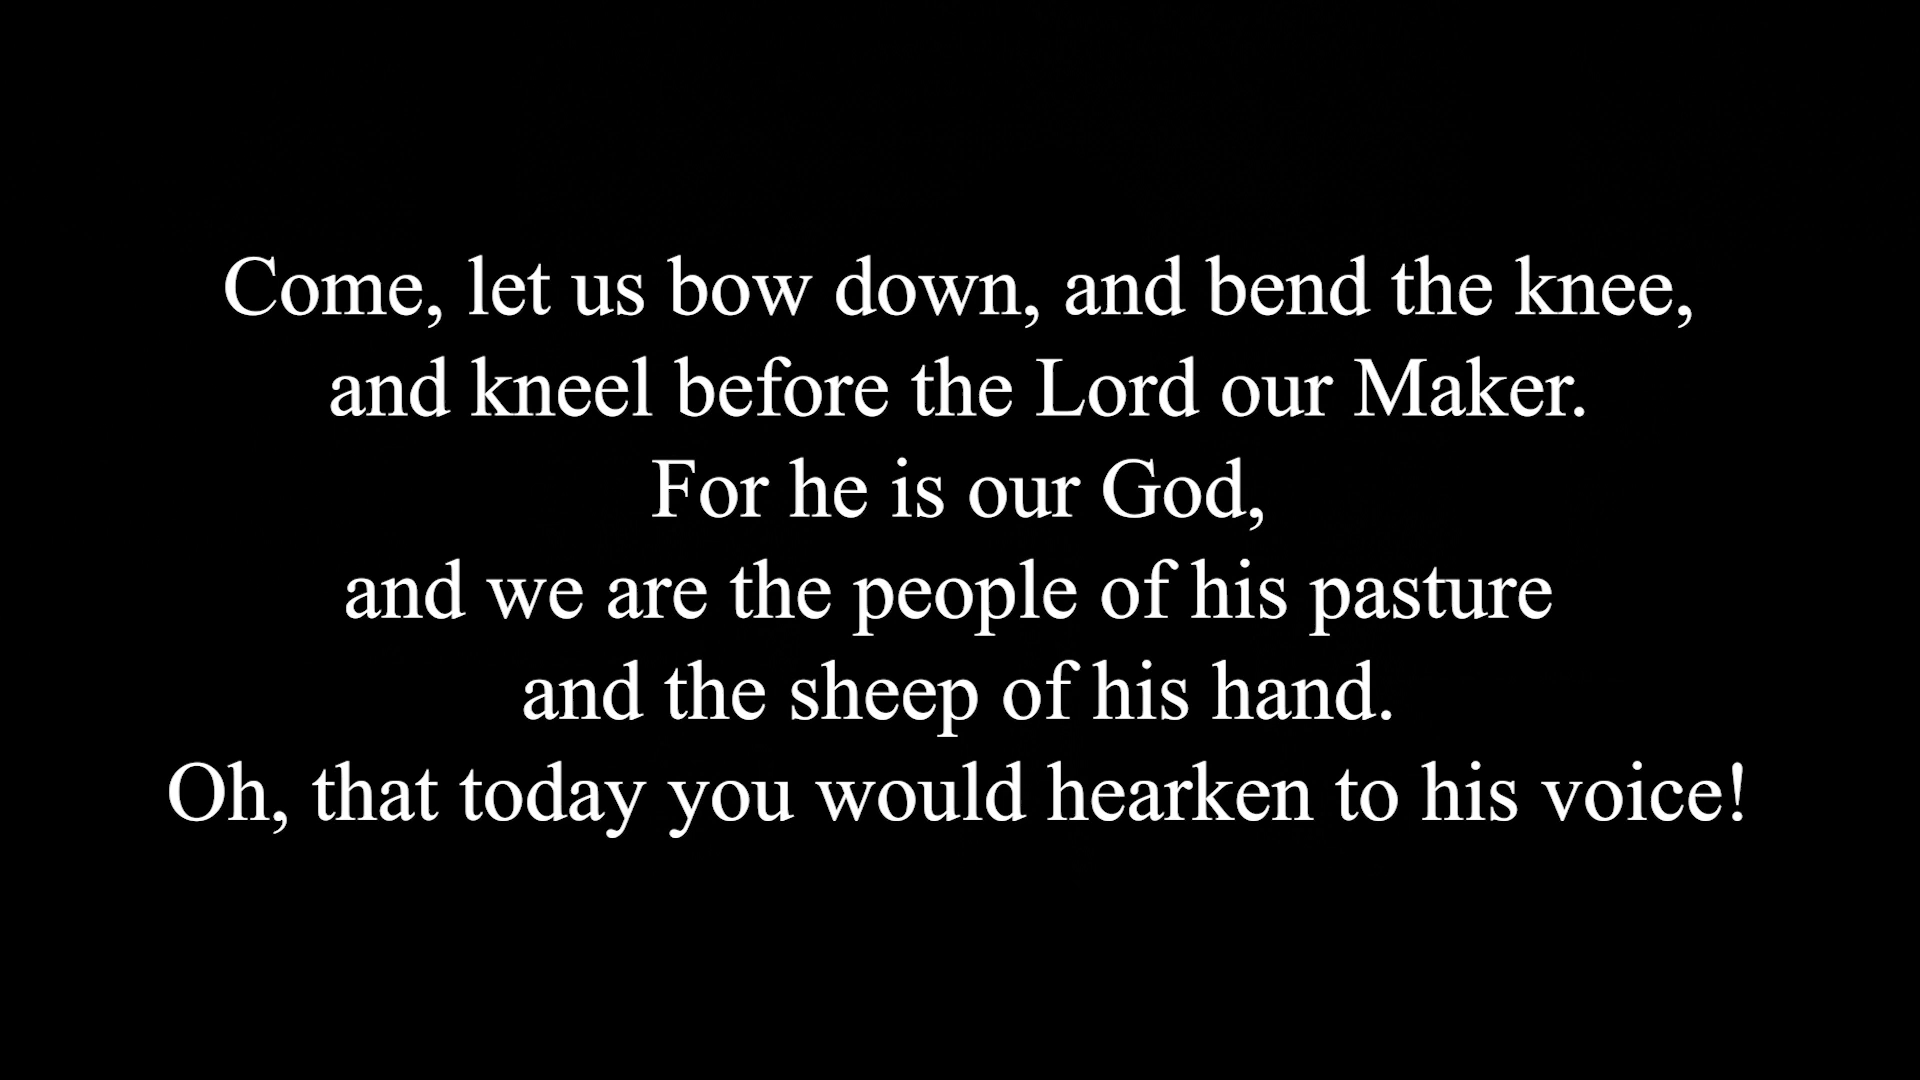 Come, let us bow down, and bend the knee,
and kneel before the Lord our Maker.
For he is our God,
and we are the people of his pasture
and the sheep of his hand.
Oh, that today you would hearken to his voice!